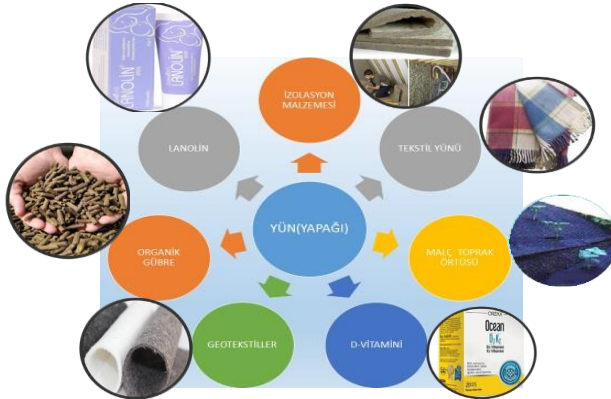 LANOLIN
LANOLIN
İZOLASYON
MALZEMESİ
LANOLİN
TEKSTİL YÜNÜ
YÜN(YAPAĞI)
ORGANİK
GÜBRE
MALÇ TOPRAK
ÖRTÜSÜ
GEOTEKSTİLLER
D-VİTAMİNİ
ORZAX
Ocean